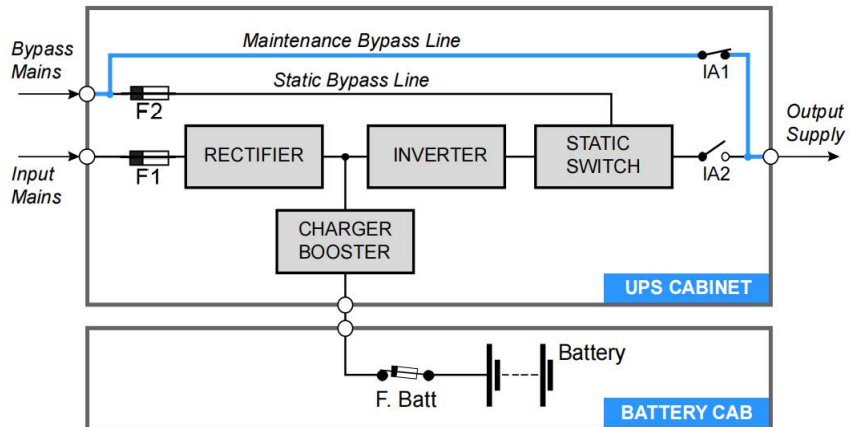 Bypass
Mains
Maintenance Bypass Line
IA1
Static Bypass Line
F2
Output
Supply
Input
Mains
F1
RECTIFIER
INVERTER
STATIC
SWITCH
IA2
CHARGER
BOOSTER
UPS CABINET
Battery
F. Batt
BATTERY CAB